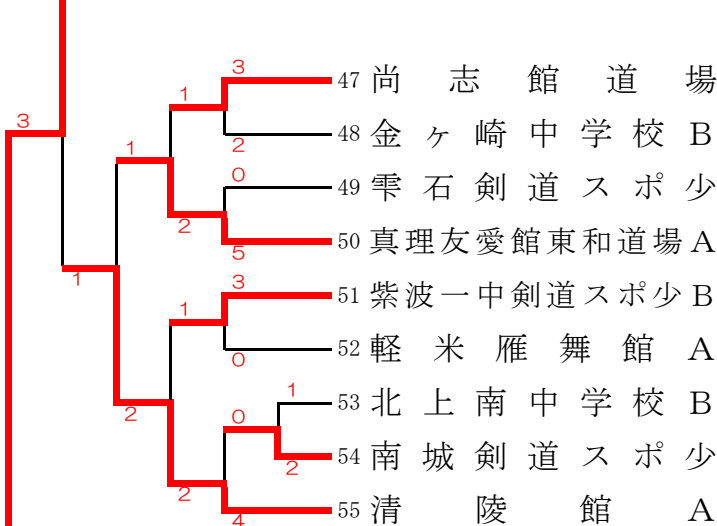 3
47 尚志館道場
1
3
48 金ヶ崎中学校B
2
1
0
49 雫石剣道スポ少
2
50 真理友愛館東和道場A
5
1
3
51 紫波一中剣道スポ少B
1
52 軽米雁舞館A
0
1
53 北上南中学校B
2
0
54 南城剣道スポ少
2
2
55 清陵館A
4